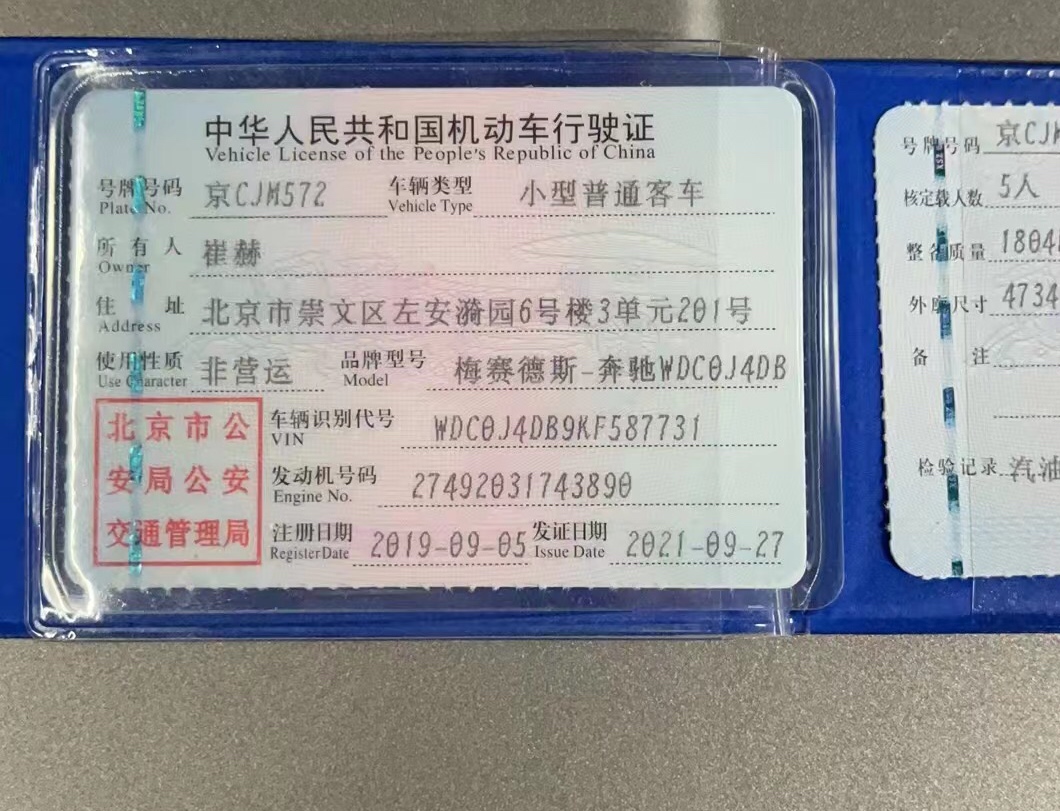 中华人民共和国机动车行驶证
Vehicle License of the People's Republic of China
号牌号码 京CJM572 车辆类型 小型普通客车
Plate No. Vehicle Type
所有人 崔赫
Owner
住址 北京市崇文区左安漪园6号楼3单元201号
Address
使用性质 非营运 品牌型号 梅赛德斯-奔驰WDC0J4DB
Use Character Model
北京市公
安局公安
交通管理局
车辆识别代号 WDC0J4DB9KF587731
VIN
发动机号码 27492031743890
Engine No.
注册日期 2019-09-05 发证日期 2021-09-27
Register Date Issue Date
号牌号码 京CJM
核定载人数 5人
整备质量 1804
外廓尺寸 4734
备注
检验记录 汽油